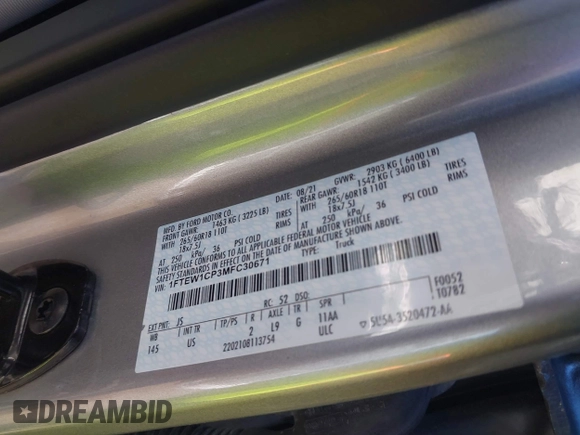 MFD. BY FORD MOTOR CO.
DATE: 08/21 GVWR: 2903 KG ( 6400 LB)
FRONT GAWR: 1463 KG ( 3225 LB)
REAR GAWR: 1542 KG ( 3400 LB)
WITH 265/60R18 110T TIRES
WITH 265/60R18 110T TIRES
18x7.5J RIMS
18x7.5J RIMS
AT 250 kPa/ 36 PSI COLD
AT 250 kPa/ 36 PSI COLD
THIS VEHICLE CONFORMS TO ALL APPLICABLE FEDERAL MOTOR VEHICLE
SAFETY STANDARDS IN EFFECT ON THE DATE OF MANUFACTURE SHOWN ABOVE.
VIN: 1FTEW1CP3MFC30671 TYPE: Truck
F0052
10782
EXT PNT: JS RC: 52 DSO:
WB INT TR TP/PS R AXLE TR SPR
145 US 2 L9 G 11AA
ULC 5U5A-3520472-AA
2202108113754
DREAMBID